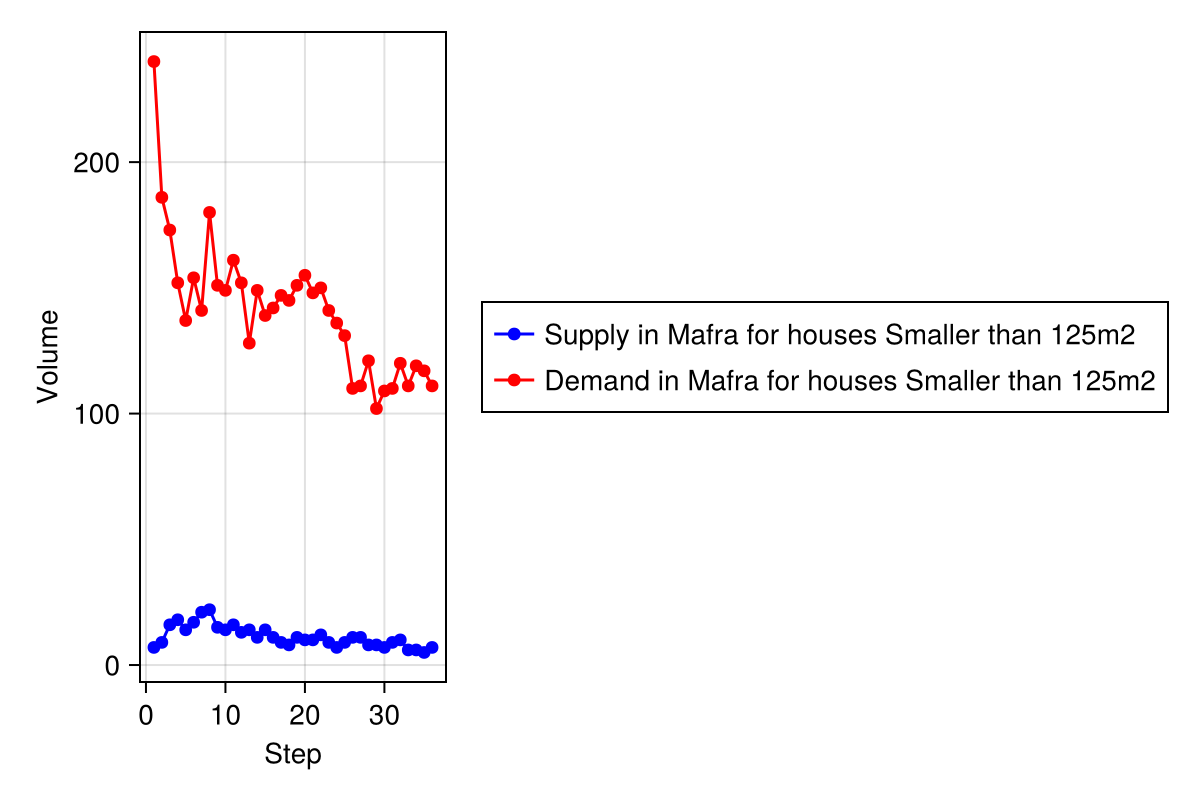 200
100
0
Volume
0 10 20 30
Step
Supply in Mafra for houses Smaller than 125m2
Demand in Mafra for houses Smaller than 125m2